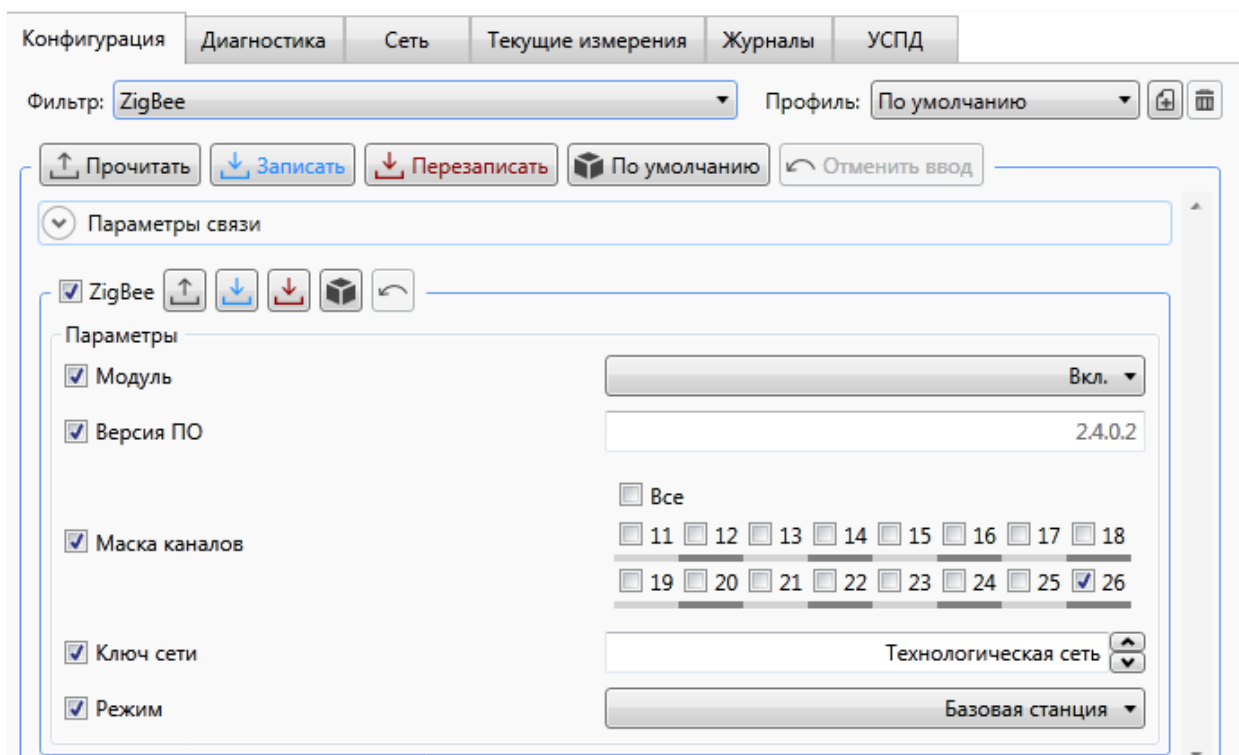 Конфигурация Диагностика Сеть Текущие измерения Журналы УСПД
Фильтр: ZigBee Профиль: По умолчанию
Прочитать Записать Перезаписать По умолчанию Отменить ввод
Параметры связи
ZigBee
Параметры
Модуль Вкл.
Версия ПО 2.4.0.2
Все
11 12 13 14 15 16 17 18
Маска каналов
19 20 21 22 23 24 25 26
Ключ сети Технологическая сеть
Режим Базовая станция